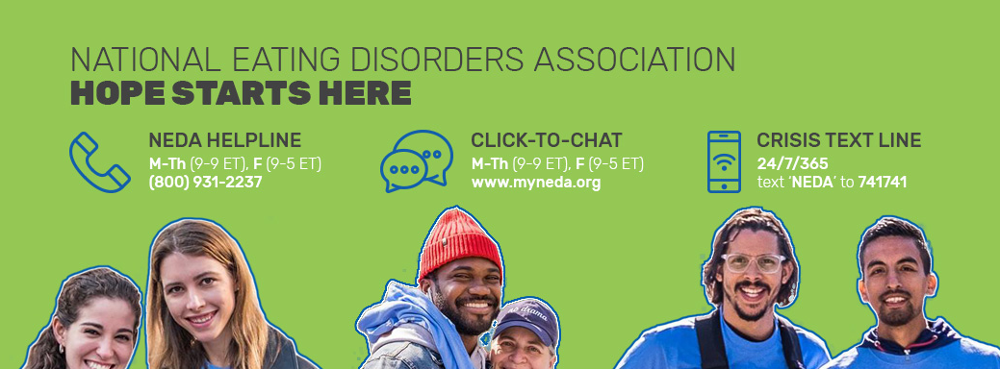 NATIONAL EATING DISORDERS ASSOCIATION
HOPE STARTS HERE
NEDA HELPLINE
M-Th (9-9 ET), F (9-5 ET)
(800) 931-2237
CLICK-TO-CHAT
M-Th (9-9 ET), F (9-5 ET)
www.myneda.org
CRISIS TEXT LINE
24/7/365
text 'NEDA' to 741741
no drama